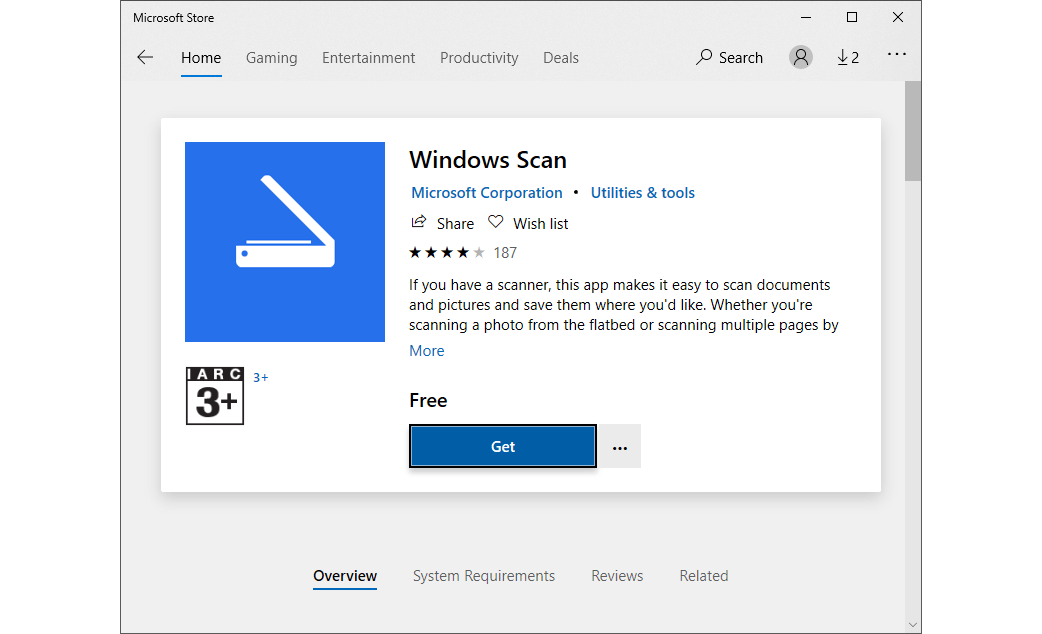 Microsoft Store
Home Gaming Entertainment Productivity Deals Search 2 ...
Windows Scan
Microsoft Corporation • Utilities & tools
Share Wish list
187
If you have a scanner, this app makes it easy to scan documents
and pictures and save them where you'd like. Whether you're
scanning a photo from the flatbed or scanning multiple pages by
More
IARC
3+
3+
Free
Get ...
Overview System Requirements Reviews Related